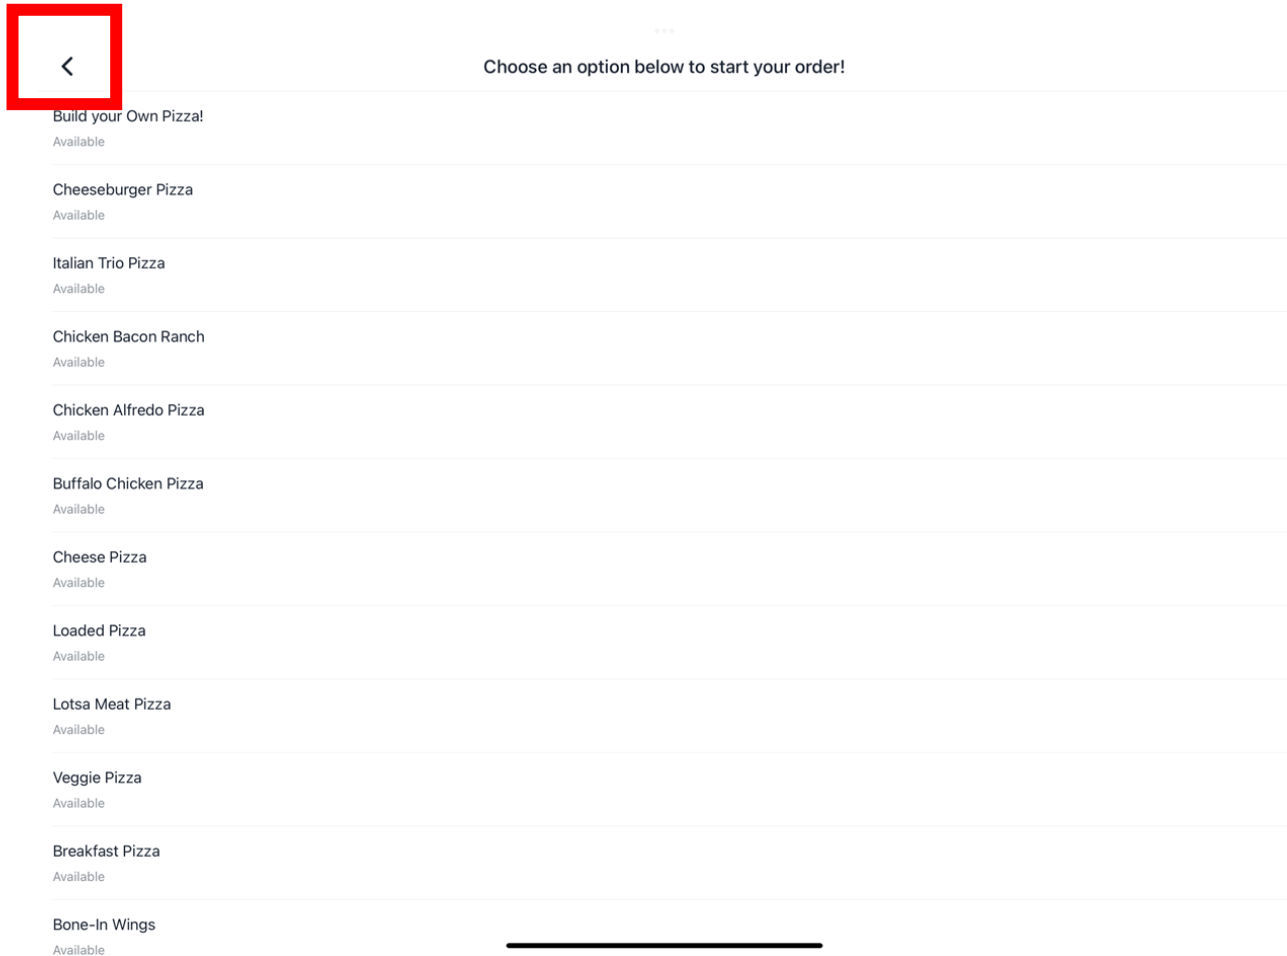 Choose an option below to start your order!
Build your Own Pizza!
Available
Cheeseburger Pizza
Available
Italian Trio Pizza
Available
Chicken Bacon Ranch
Available
Chicken Alfredo Pizza
Available
Buffalo Chicken Pizza
Available
Cheese Pizza
Available
Loaded Pizza
Available
Lotsa Meat Pizza
Available
Veggie Pizza
Available
Breakfast Pizza
Available
Bone-In Wings
Available